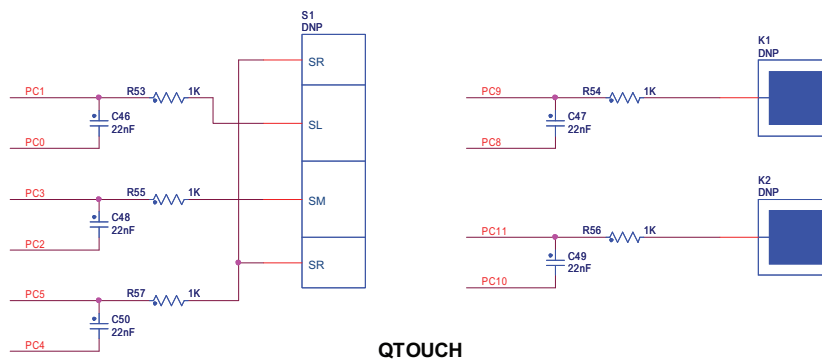 S1
DNP
SR
SL
SM
SR
PC1
R53
1K
C46
22nF
PC0
PC3
R55
1K
C48
22nF
PC2
PC5
R57
1K
C50
22nF
PC4
K1
DNP
PC9
R54
1K
C47
22nF
PC8
K2
DNP
PC11
R56
1K
C49
22nF
PC10
QTOUCH